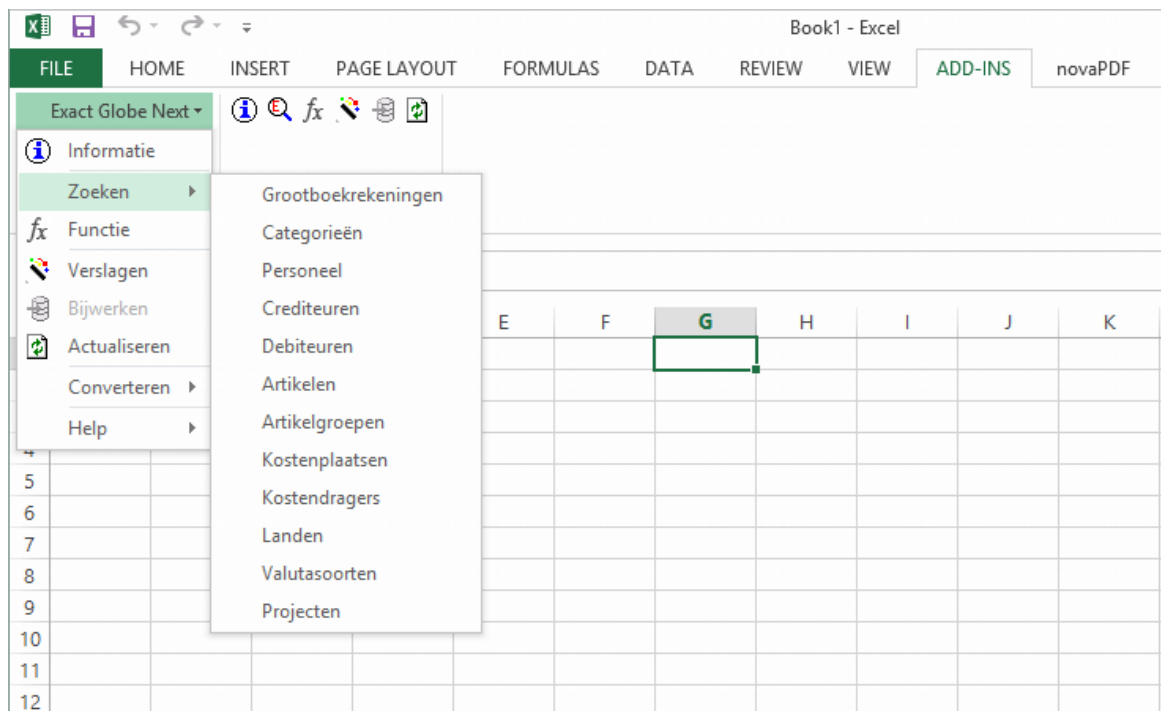 Book1 - Excel
FILE HOME INSERT PAGE LAYOUT FORMULAS DATA REVIEW VIEW ADD-INS novaPDF
Exact Globe Next
Informatie
Zoeken
Functie
Verslagen
Bijwerken
Actualiseren
Converteren
Help
Grootboekrekeningen
Categorieën
Personeel
Crediteuren
Debiteuren
Artikelen
Artikelgroepen
Kostenplaatsen
Kostendragers
Landen
Valutasoorten
Projecten
E F G H I J K
4
5
6
7
8
9
10
11
12